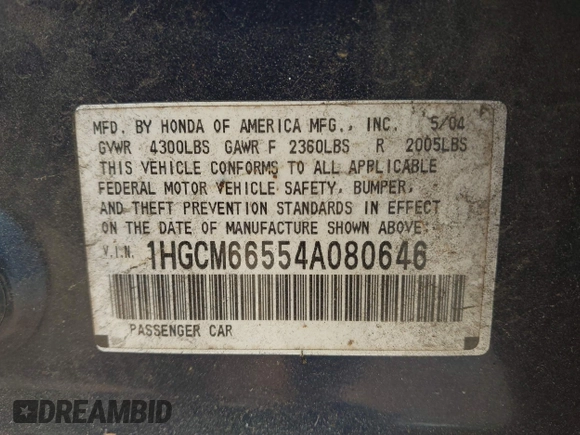 MFD. BY HONDA OF AMERICA MFG., INC. 5/04
GVWR 4300LBS GAWR F 2360LBS R 2005LBS
THIS VEHICLE CONFORMS TO ALL APPLICABLE
FEDERAL MOTOR VEHICLE SAFETY, BUMPER,
AND THEFT PREVENTION STANDARDS IN EFFECT
ON THE DATE OF MANUFACTURE SHOWN ABOVE.
V.I.N. 1HGCM66554A080646
PASSENGER CAR
DREAMBID